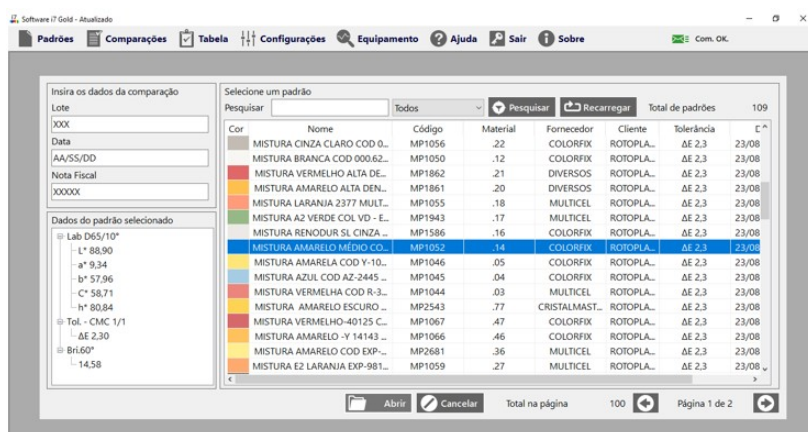 Software i7 Gold - Atualizado
Padrões Comparações Tabela Configurações Equipamento Ajuda Sair Sobre Com. OK.
Insira os dados da comparação
Lote
XXX
Data
AA/SS/DD
Nota Fiscal
XXXXX
Dados do padrão selecionado
Lab D65/10°
L* 88,90
a* 9,34
b* 57,96
C* 58,71
h* 80,84
Tol. - CMC 1/1
ΔE 2,30
Bri.60°
14,58
Selecione um padrão
Pesquisar Todos Pesquisar Recarregar Total de padrões 109
Cor Nome Código Material Fornecedor Cliente Tolerância
MISTURA CINZA CLARO COD 0... MP1056 .22 COLORFIX ROTOPLA... ΔE 2,3 23/08
MISTURA BRANCA COD 000.62... MP1050 .12 COLORFIX ROTOPLA... ΔE 2,3 23/08
MISTURA VERMELHO ALTA DE... MP1862 .21 DIVERSOS ROTOPLA... ΔE 2,3 23/08
MISTURA AMARELO ALTA DEN... MP1861 .20 DIVERSOS ROTOPLA... ΔE 2,3 23/08
MISTURA LARANJA 2377 MULT... MP1055 .18 MULTICEL ROTOPLA... ΔE 2,3 23/08
MISTURA A2 VERDE COL VD - E... MP1943 .17 MULTICEL ROTOPLA... ΔE 2,3 23/08
MISTURA RENODUR SL CINZA ... MP1586 .16 COLORFIX ROTOPLA... ΔE 2,3 23/08
MISTURA AMARELO MÉDIO CO... MP1052 .14 COLORFIX ROTOPLA... ΔE 2,3 23/08
MISTURA AMARELA COD Y-10... MP1046 .05 COLORFIX ROTOPLA... ΔE 2,3 23/08
MISTURA AZUL COD AZ-2445 ... MP1045 .04 COLORFIX ROTOPLA... ΔE 2,3 23/08
MISTURA VERMELHA COD R-3... MP1044 .03 MULTICEL ROTOPLA... ΔE 2,3 23/08
MISTURA AMARELO ESCURO ... MP2543 .77 CRISTALMAST... ROTOPLA... ΔE 2,3 23/08
MISTURA VERMELHO-40125 C... MP1067 .47 COLORFIX ROTOPLA... ΔE 2,3 23/08
MISTURA AMARELO -Y 14143 ... MP1066 .46 COLORFIX ROTOPLA... ΔE 2,3 23/08
MISTURA AMARELO COD EXP-... MP2681 .36 MULTICEL ROTOPLA... ΔE 2,3 23/08
MISTURA E2 LARANJA EXP-981... MP1059 .27 MULTICEL ROTOPLA... ΔE 2,3 23/08
Abrir Cancelar Total na página 100 Página 1 de 2